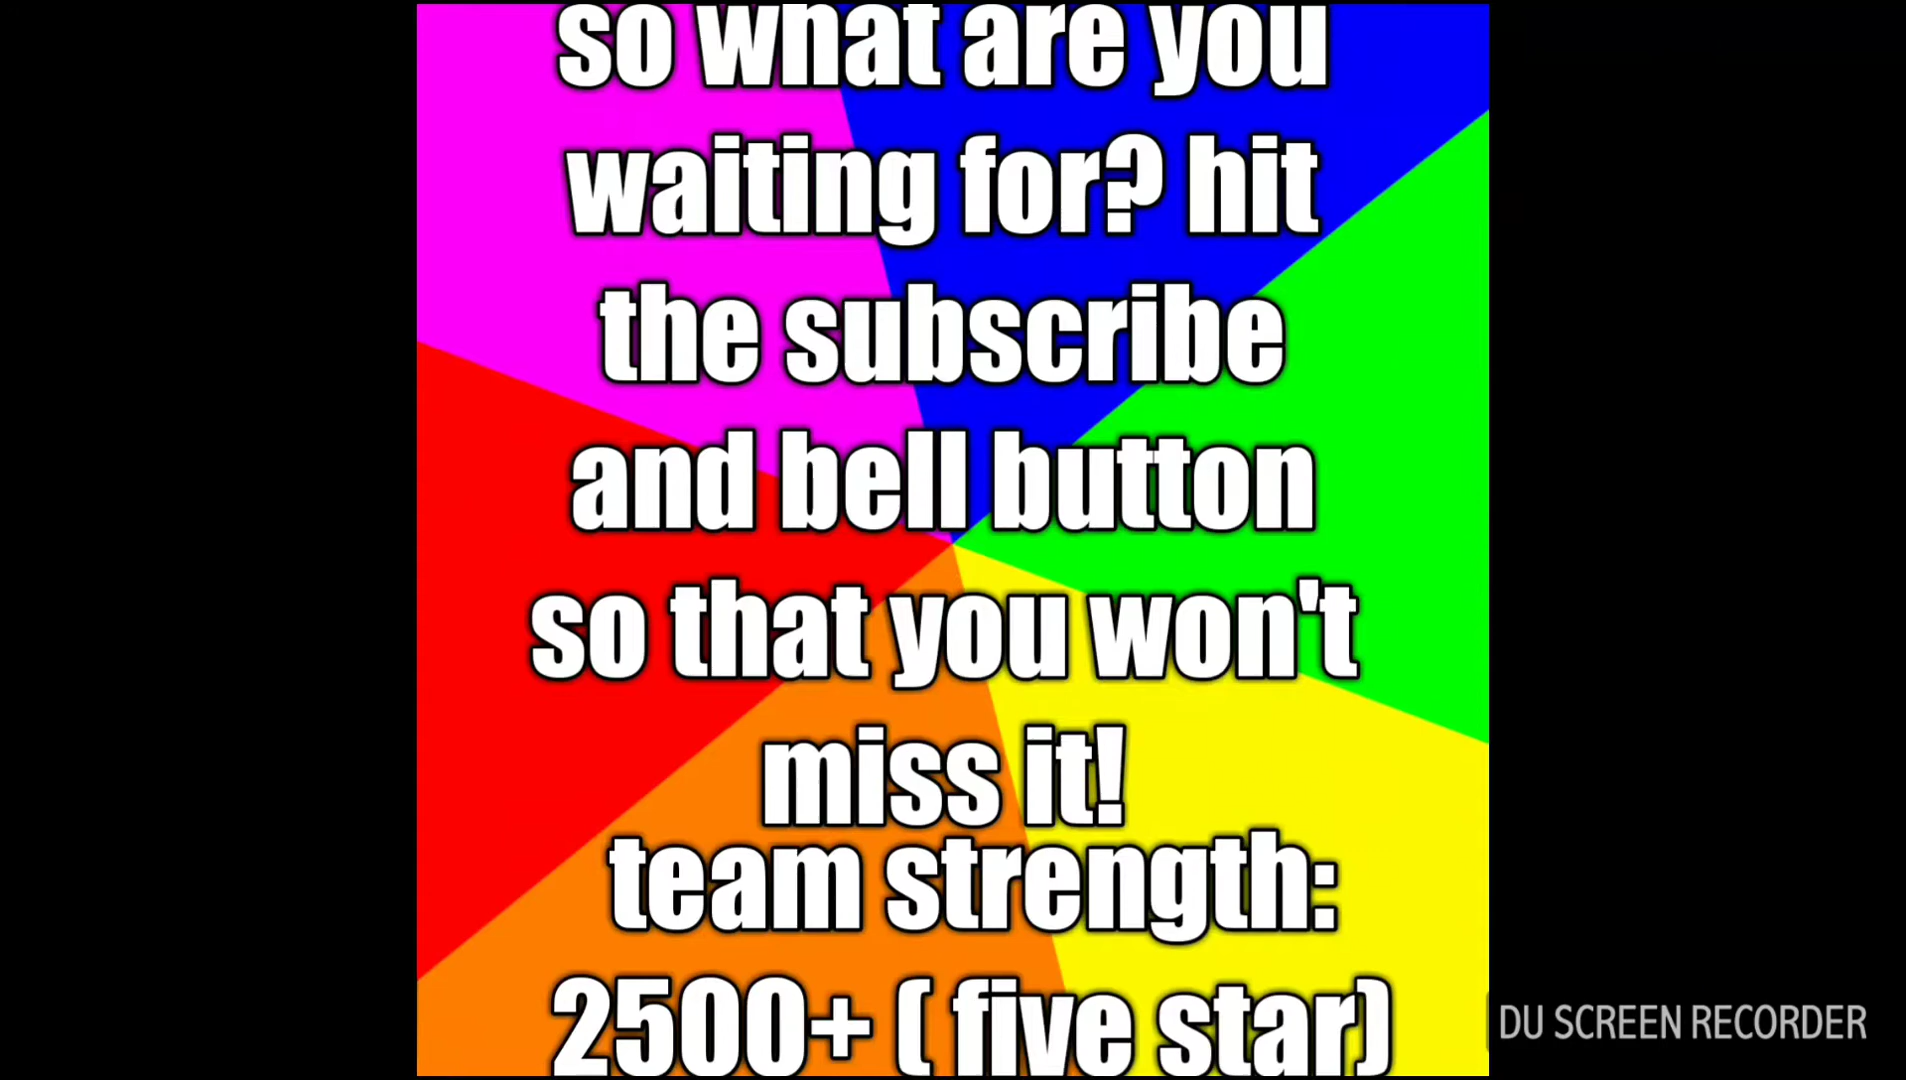 so what are you
waiting for? hit
the subscribe
and bell button
so that you won't
miss it!
team strength:
2500+ ( five star)
DU SCREEN RECORDER